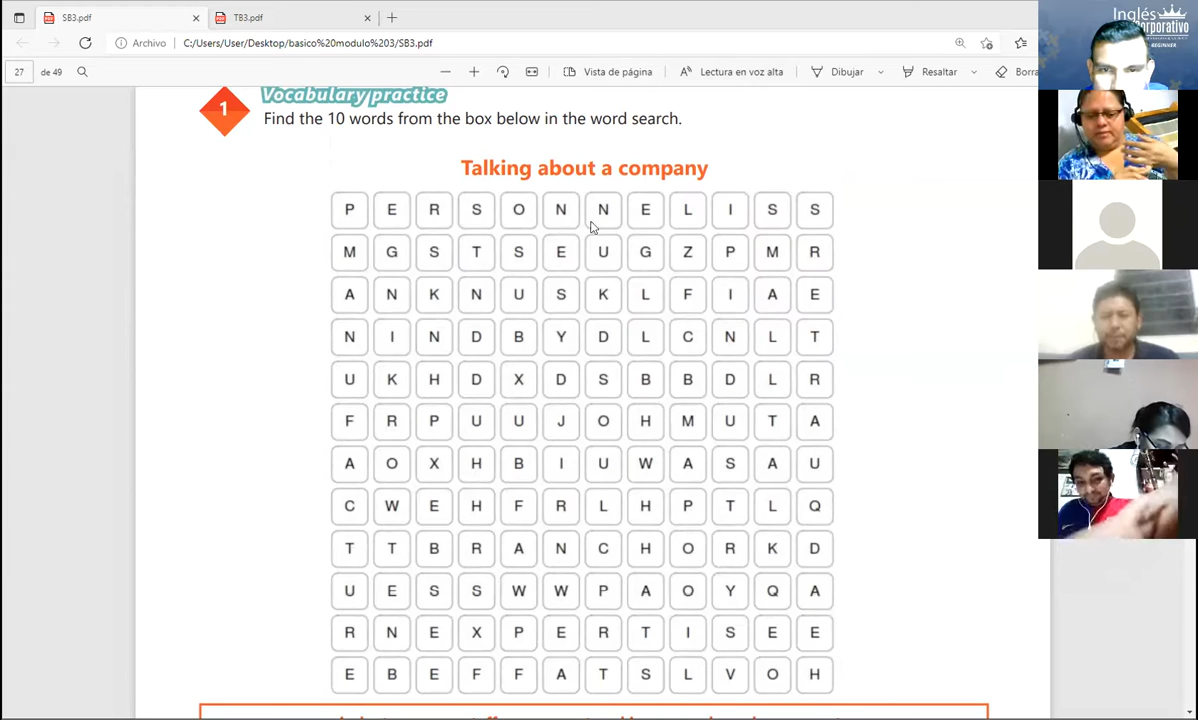 SB3.pdf
TB3.pdf
Archivo C:/Users/User/Desktop/basico%20modulo%203/SB3.pdf
27 de 49 Vista de página Lectura en voz alta Dibujar Resaltar Borra
Inglés
Corporativo
BEGINNER
1 Vocabulary practice
Find the 10 words from the box below in the word search.
Talking about a company
P E R S O N N E L I S S
M G S T S E U G Z P M R
A N K N U S K L F I A E
N I N D B Y D L C N L T
U K H D X D S B B D L R
F R P U U J O H M U T A
A O X H B I U W A S A U
C W E H F R L H P T L Q
T T B R A N C H O R K D
U E S S W W P A O Y Q A
R N E X P E R T I S E E
E B E F F A T S L V O H